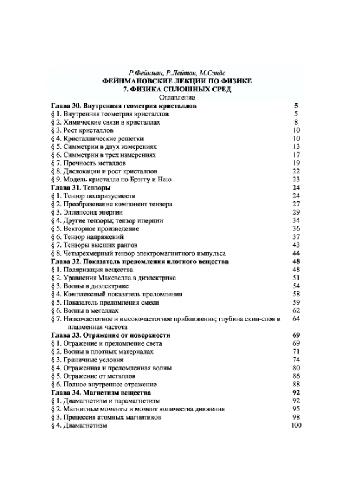 Р.Фейнман, Р.Лейтон, М.Сэндс
ФЕЙНМАНОВСКИЕ ЛЕКЦИИ ПО ФИЗИКЕ
7. ФИЗИКА СПЛОШНЫХ СРЕД
Оглавление
Глава 30. Внутренняя геометрия кристаллов 5
§ 1. Внутренняя геометрия кристаллов 5
§ 2. Химические связи в кристаллах 8
§ 3. Рост кристаллов 10
§ 4. Кристаллические решетки 10
§ 5. Симметрии в двух измерениях 13
§ 6. Симметрии в трех измерениях 17
§ 7. Прочность металлов 19
§ 8. Дислокации и рост кристаллов 22
§ 9. Модель кристалла по Брэггу и Наю 23
Глава 31. Тензоры 24
§ 1. Тензор поляризуемости 24
§ 2. Преобразование компонент тензора 27
§ 3. Эллипсоид энергии 29
§ 4. Другие тензоры; тензор инерции 34
§ 5. Векторное произведение 36
§ 6. Тензор напряжений 37
§ 7. Тензоры высших рангов 43
§ 8. Четырехмерный тензор электромагнитного импульса 44
Глава 32. Показатель преломления плотного вещества 48
§ 1. Поляризация вещества 48
§ 2. Уравнения Максвелла в диэлектрике 51
§ 3. Волны в диэлектрике 54
§ 4. Комплексный показатель преломления 58
§ 5. Показатель преломления смеси 59
§ 6. Волны в металлах 62
§ 7. Низкочастотное и высокочастотное приближения; глубина скин-слоя и 64
плазменная частота
Глава 33. Отражение от поверхности 69
§ 1. Отражение и преломление света 69
§ 2. Волны в плотных материалах 71
§ 3. Граничные условия 74
§ 4. Отраженная и преломленная волны 80
§ 5. Отражение от металлов 86
§ 6. Полное внутреннее отражение 88
Глава 34. Магнетизм вещества 92
§ 1. Диамагнетизм и парамагнетизм 92
§ 2. Магнитные моменты и момент количества движения 95
§ 3. Прецессия атомных магнитиков 98
§ 4. Диамагнетизм 100